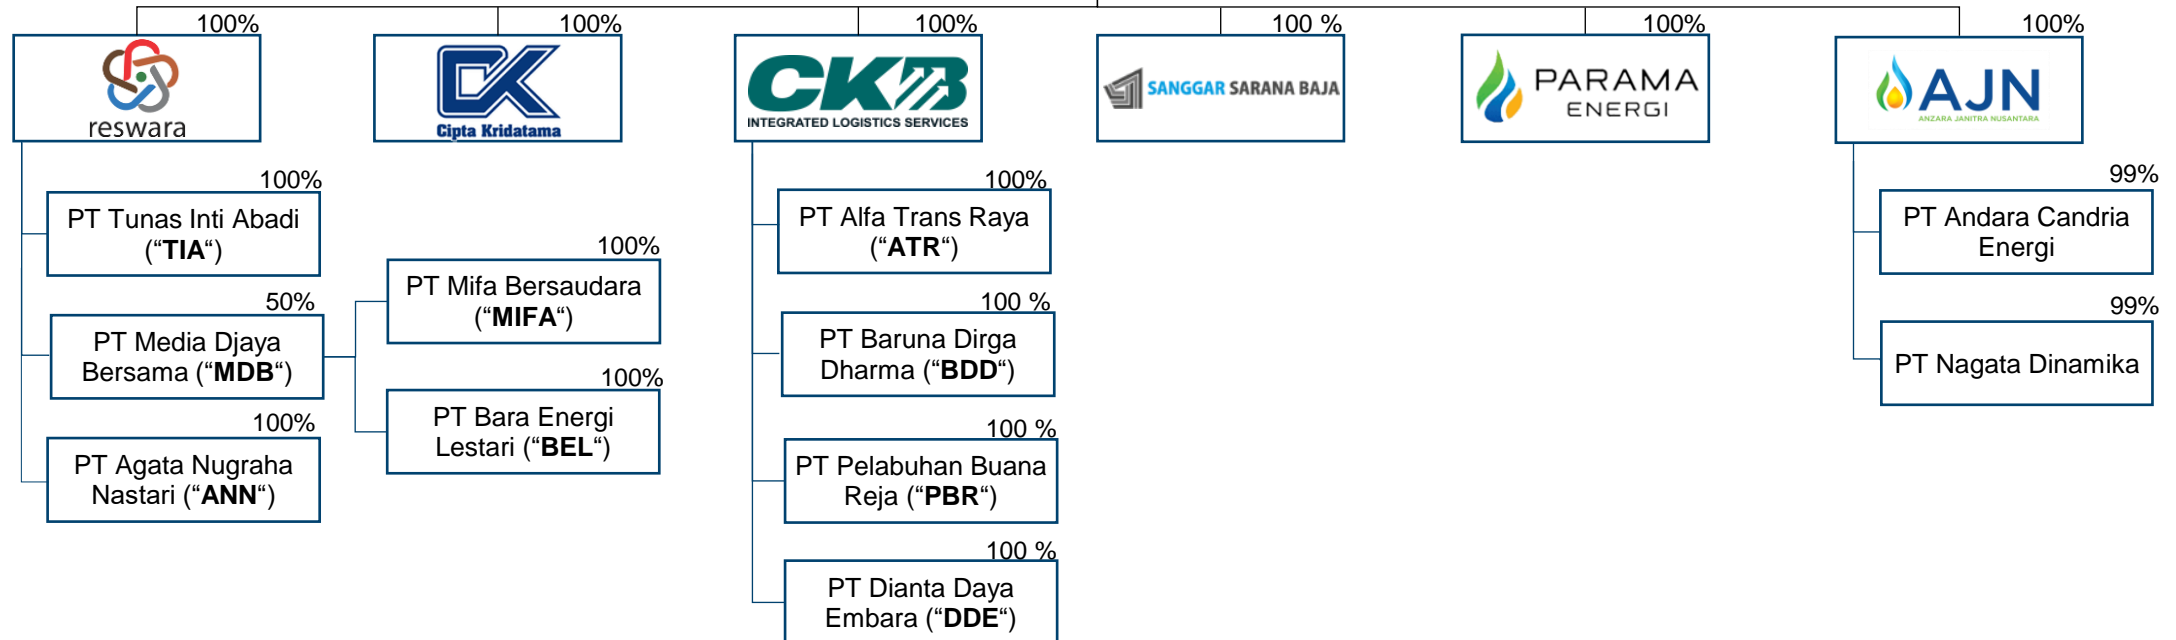 100%
100%
100%
100 %
100%
100%
reswara
Cipta Kridatama
CKB
INTEGRATED LOGISTICS SERVICES
SANGGAR SARANA BAJA
PARAMA
ENERGI
AJN
ANZARA JANITRA NUSANTARA
100%
PT Tunas Inti Abadi
(“TIA“)
50%
PT Media Djaya
Bersama (“MDB“)
100%
PT Agata Nugraha
Nastari (“ANN“)
100%
PT Mifa Bersaudara
(“MIFA“)
100%
PT Bara Energi
Lestari (“BEL“)
100%
PT Alfa Trans Raya
(“ATR“)
100 %
PT Baruna Dirga
Dharma (“BDD“)
100 %
PT Pelabuhan Buana
Reja (“PBR“)
100 %
PT Dianta Daya
Embara (“DDE“)
99%
PT Andara Candria
Energi
99%
PT Nagata Dinamika